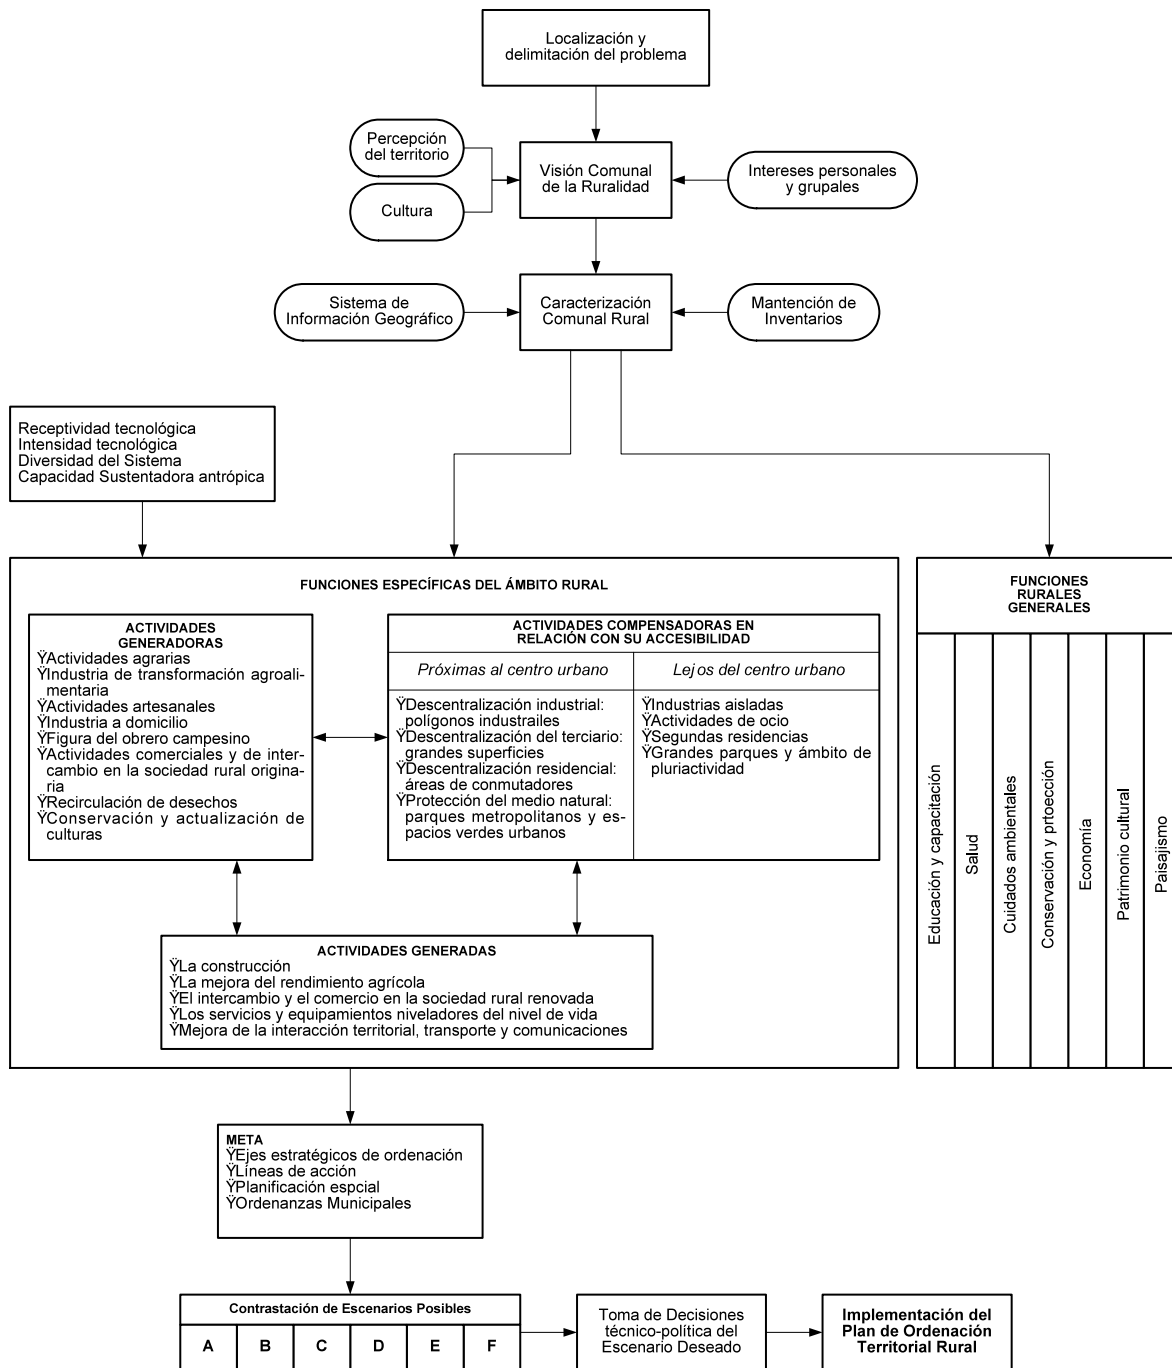 Localización y
delimitación del problema
Percepción
del territorio
Cultura
Visión Comunal
de la Ruralidad
Intereses personales
y grupales
Sistema de
Información Geográfico
Caracterización
Comunal Rural
Mantención de
Inventarios
Receptividad tecnológica
Intensidad tecnológica
Diversidad del Sistema
Capacidad Sustentadora antrópica
FUNCIONES ESPECÍFICAS DEL ÁMBITO RURAL
ACTIVIDADES
GENERADORAS
ŸActividades agrarias
ŸIndustria de transformación agroali-
mentaria
ŸActividades artesanales
ŸIndustria a domicilio
ŸFigura del obrero campesino
ŸActividades comerciales y de inter-
cambio en la sociedad rural origina-
ria
ŸRecirculación de desechos
ŸConservación y actualización de
culturas
ACTIVIDADES COMPENSADORAS EN
RELACIÓN CON SU ACCESIBILIDAD
Próximas al centro urbano
ŸDescentralización industrial:
polígonos industrailes
ŸDescentralización del terciario:
grandes superficies
ŸDescentralización residencial:
áreas de conmutadores
ŸProtección del medio natural:
parques metropolitanos y es-
pacios verdes urbanos
Lejos del centro urbano
ŸIndustrias aisladas
ŸActividades de ocio
ŸSegundas residencias
ŸGrandes parques y ámbito de
pluriactividad
ACTIVIDADES GENERADAS
ŸLa construcción
ŸLa mejora del rendimiento agrícola
ŸEl intercambio y el comercio en la sociedad rural renovada
ŸLos servicios y equipamientos niveladores del nivel de vida
ŸMejora de la interacción territorial, transporte y comunicaciones
FUNCIONES
RURALES
GENERALES
Educación y capacitación
Salud
Cuidados ambientales
Conservación y prtoección
Economía
Patrimonio cultural
Paisajismo
META
ŸEjes estratégicos de ordenación
ŸLíneas de acción
ŸPlanificación espcial
ŸOrdenanzas Municipales
Contrastación de Escenarios Posibles
A B C D E F
Toma de Decisiones
técnico-política del
Escenario Deseado
Implementación del
Plan de Ordenación
Territorial Rural